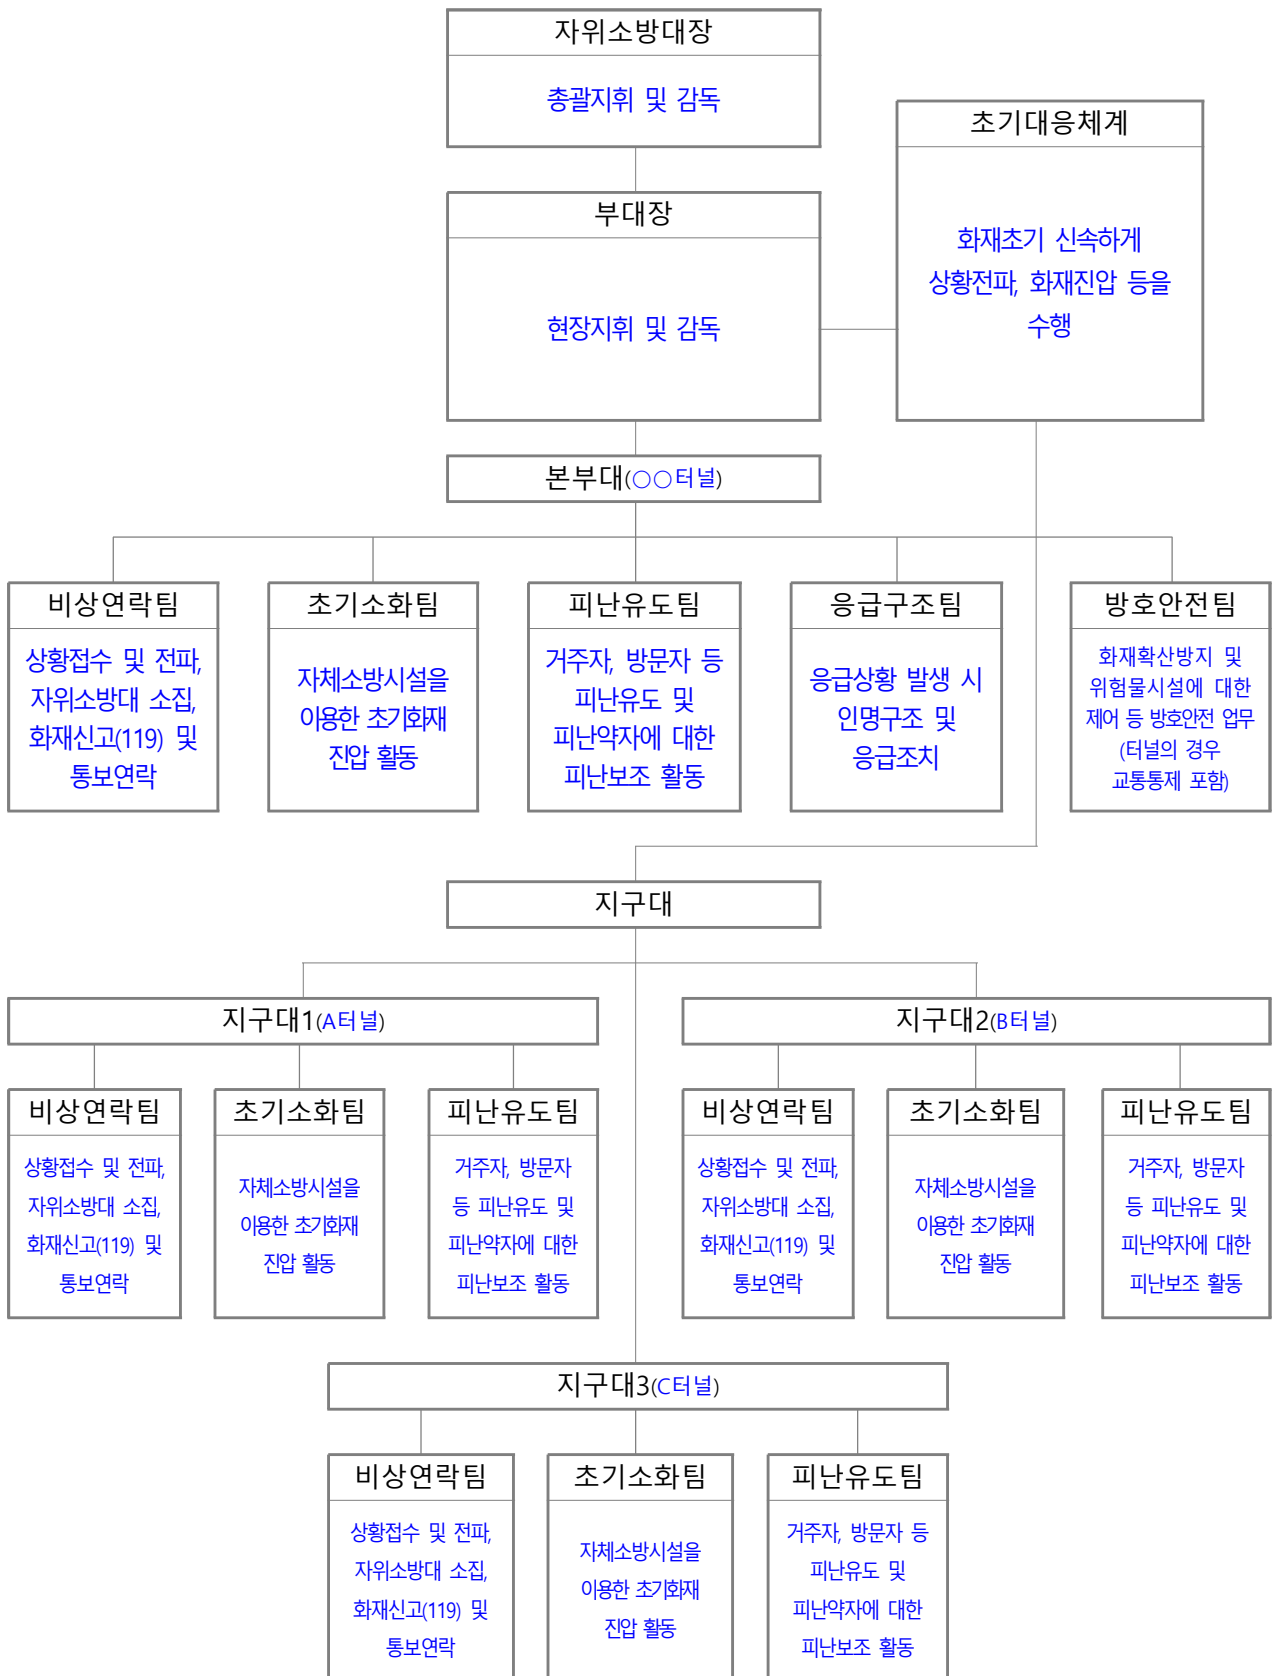 자위소방대장
총괄지휘 및 감독
초기대응체계
화재초기 신속하게
상황전파, 화재진압 등을
수행
부대장
현장지휘 및 감독
본부대(○○터널)
비상연락팀
상황접수 및 전파,
자위소방대 소집,
화재신고(119) 및
통보연락
초기소화팀
자체소방시설을
이용한 초기화재
진압 활동
피난유도팀
거주자, 방문자 등
피난유도 및
피난약자에 대한
피난보조 활동
응급구조팀
응급상황 발생 시
인명구조 및
응급조치
방호안전팀
화재확산방지 및
위험물시설에 대한
제어 등 방호안전 업무
(터널의 경우
교통통제 포함)
지구대
지구대1(A터널)
비상연락팀
상황접수 및 전파,
자위소방대 소집,
화재신고(119) 및
통보연락
초기소화팀
자체소방시설을
이용한 초기화재
진압 활동
피난유도팀
거주자, 방문자
등 피난유도 및
피난약자에 대한
피난보조 활동
지구대2(B터널)
비상연락팀
상황접수 및 전파,
자위소방대 소집,
화재신고(119) 및
통보연락
초기소화팀
자체소방시설을
이용한 초기화재
진압 활동
피난유도팀
거주자, 방문자
등 피난유도 및
피난약자에 대한
피난보조 활동
지구대3(C터널)
비상연락팀
상황접수 및 전파,
자위소방대 소집,
화재신고(119) 및
통보연락
초기소화팀
자체소방시설을
이용한 초기화재
진압 활동
피난유도팀
거주자, 방문자 등
피난유도 및
피난약자에 대한
피난보조 활동